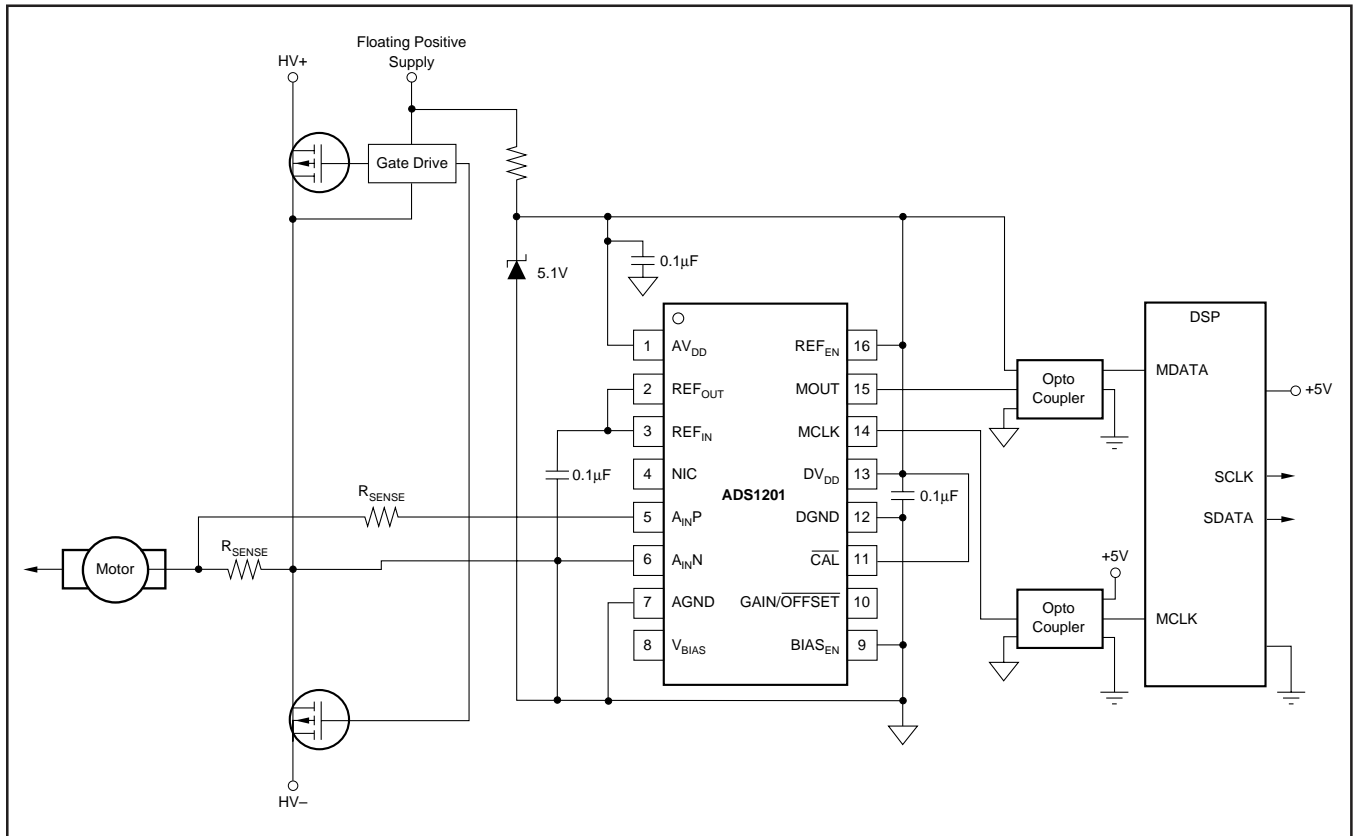 Floating Positive
Supply
HV+
Gate Drive
5.1V
0.1μF
DSP
1 AVDD
REFEN 16
2 REFOUT
MOUT 15
3 REFIN
MCLK 14
4 NIC
DVDD 13
5 AINP
DGND 12
6 AINN
CAL 11
7 AGND
GAIN/OFFSET 10
8 VBIAS
BIASEN 9
ADS1201
0.1μF
0.1μF
RSENSE
RSENSE
Motor
HV–
Opto
Coupler
MDATA
+5V
SCLK
SDATA
+5V
Opto
Coupler
MCLK